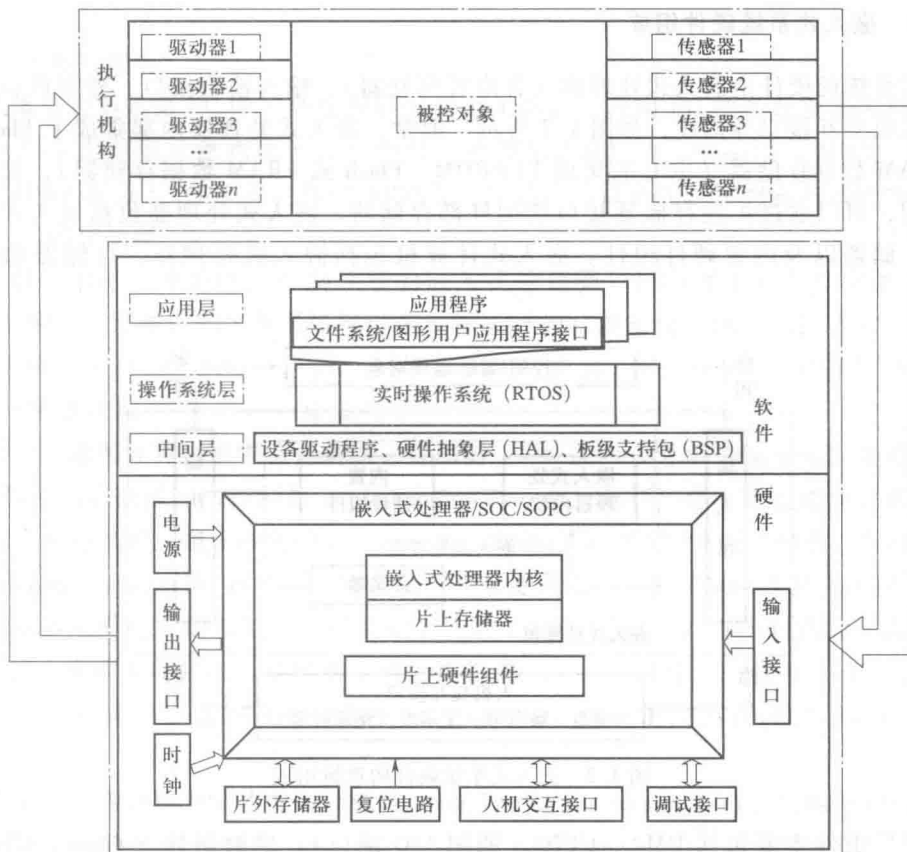 驱动器1
驱动器2
驱动器3
…
驱动器n
执行机构
被控对象
传感器1
传感器2
传感器3
…
传感器n
应用层
应用程序
文件系统/图形用户应用程序接口
操作系统层
实时操作系统（RTOS）
中间层
设备驱动程序、硬件抽象层（HAL）、板级支持包（BSP）
软件
硬件
嵌入式处理器/SOC/SOPC
电源
嵌入式处理器内核
片上存储器
片上硬件组件
输出接口
输入接口
时钟
片外存储器
复位电路
人机交互接口
调试接口